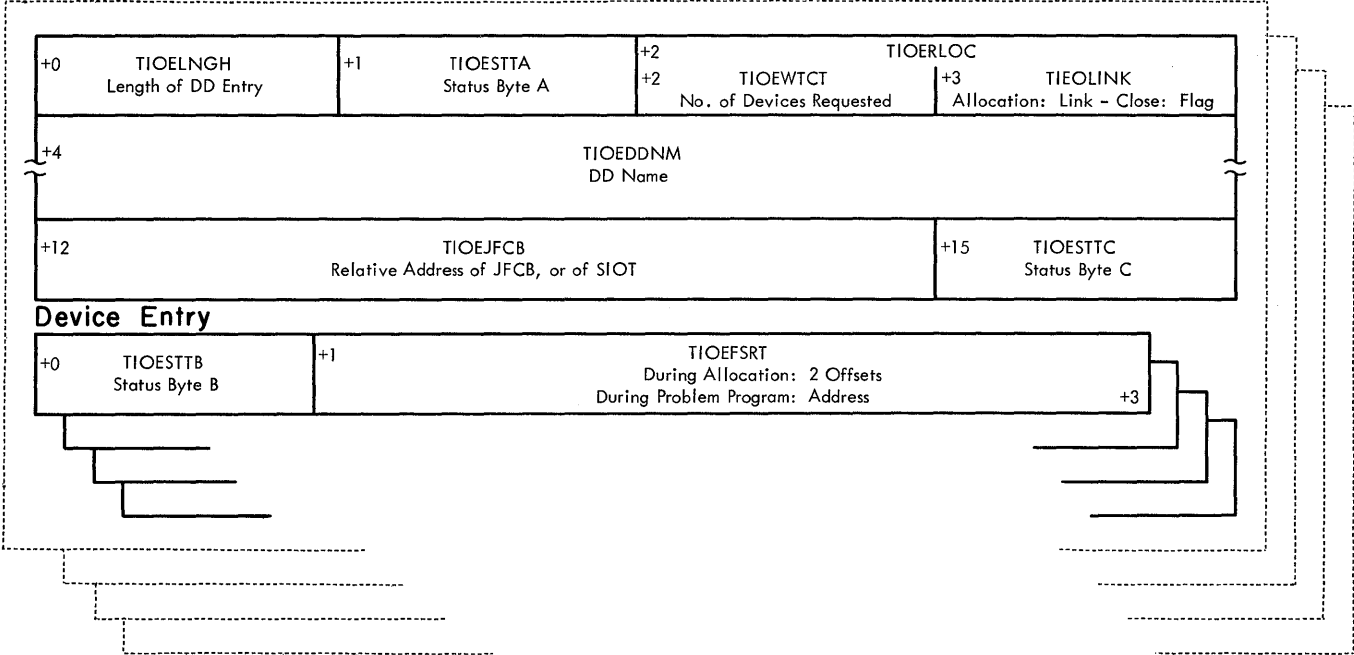 +0 TIOELNGH
Length of DD Entry
+1 TIOESTTA
Status Byte A
+2 TIOERLOC
+2 TIOEWTCT
No. of Devices Requested
+3 TIEOLINK
Allocation: Link - Close: Flag
+4 TIOEDDNM
DD Name
+12 TIOEJFCB
Relative Address of JFCB, or of SIOT
+15 TIOESTTC
Status Byte C
Device Entry
+0 TIOESTTB
Status Byte B
+1 TIOEFSRT
During Allocation: 2 Offsets
During Problem Program: Address +3